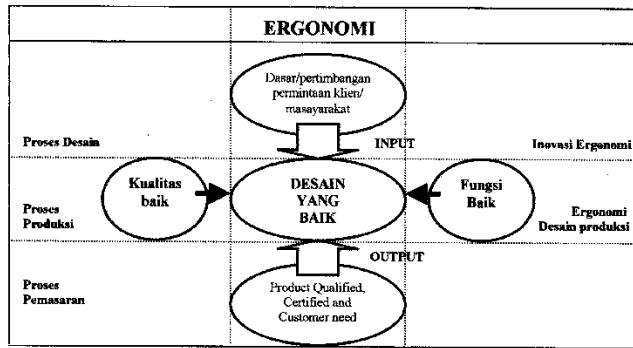 ERGONOMI
Dasar/pertimbangan
permintaan klien/
masayarakat
Proses Desain
INPUT
Inovasi Ergonomi
Kualitas
baik
DESAIN
YANG
BAIK
Fungsi
Baik
Proses
Produksi
Ergonomi
Desain produksi
OUTPUT
Proses
Pemasaran
Product Qualified,
Certified and
Customer need